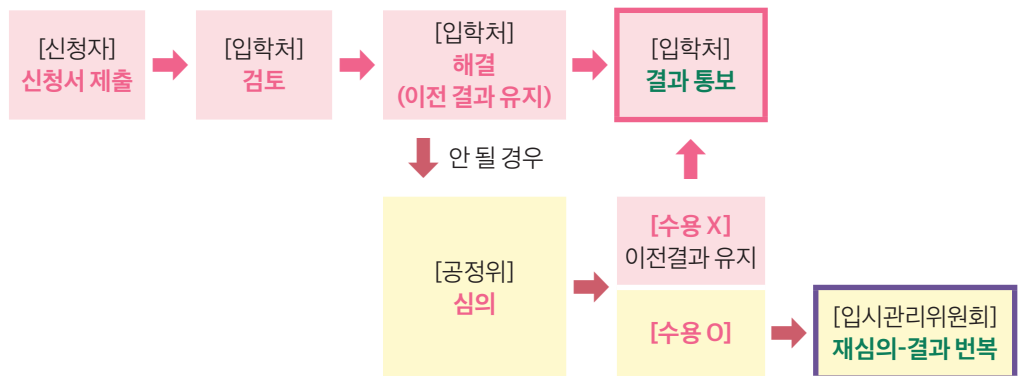 [신청자]
신청서 제출
[입학처]
검토
[입학처]
해결
(이전 결과 유지)
[입학처]
결과 통보
안 될 경우
[공정위]
심의
[수용 X]
이전결과 유지
[수용 O]
[입시관리위원회]
재심의-결과 번복